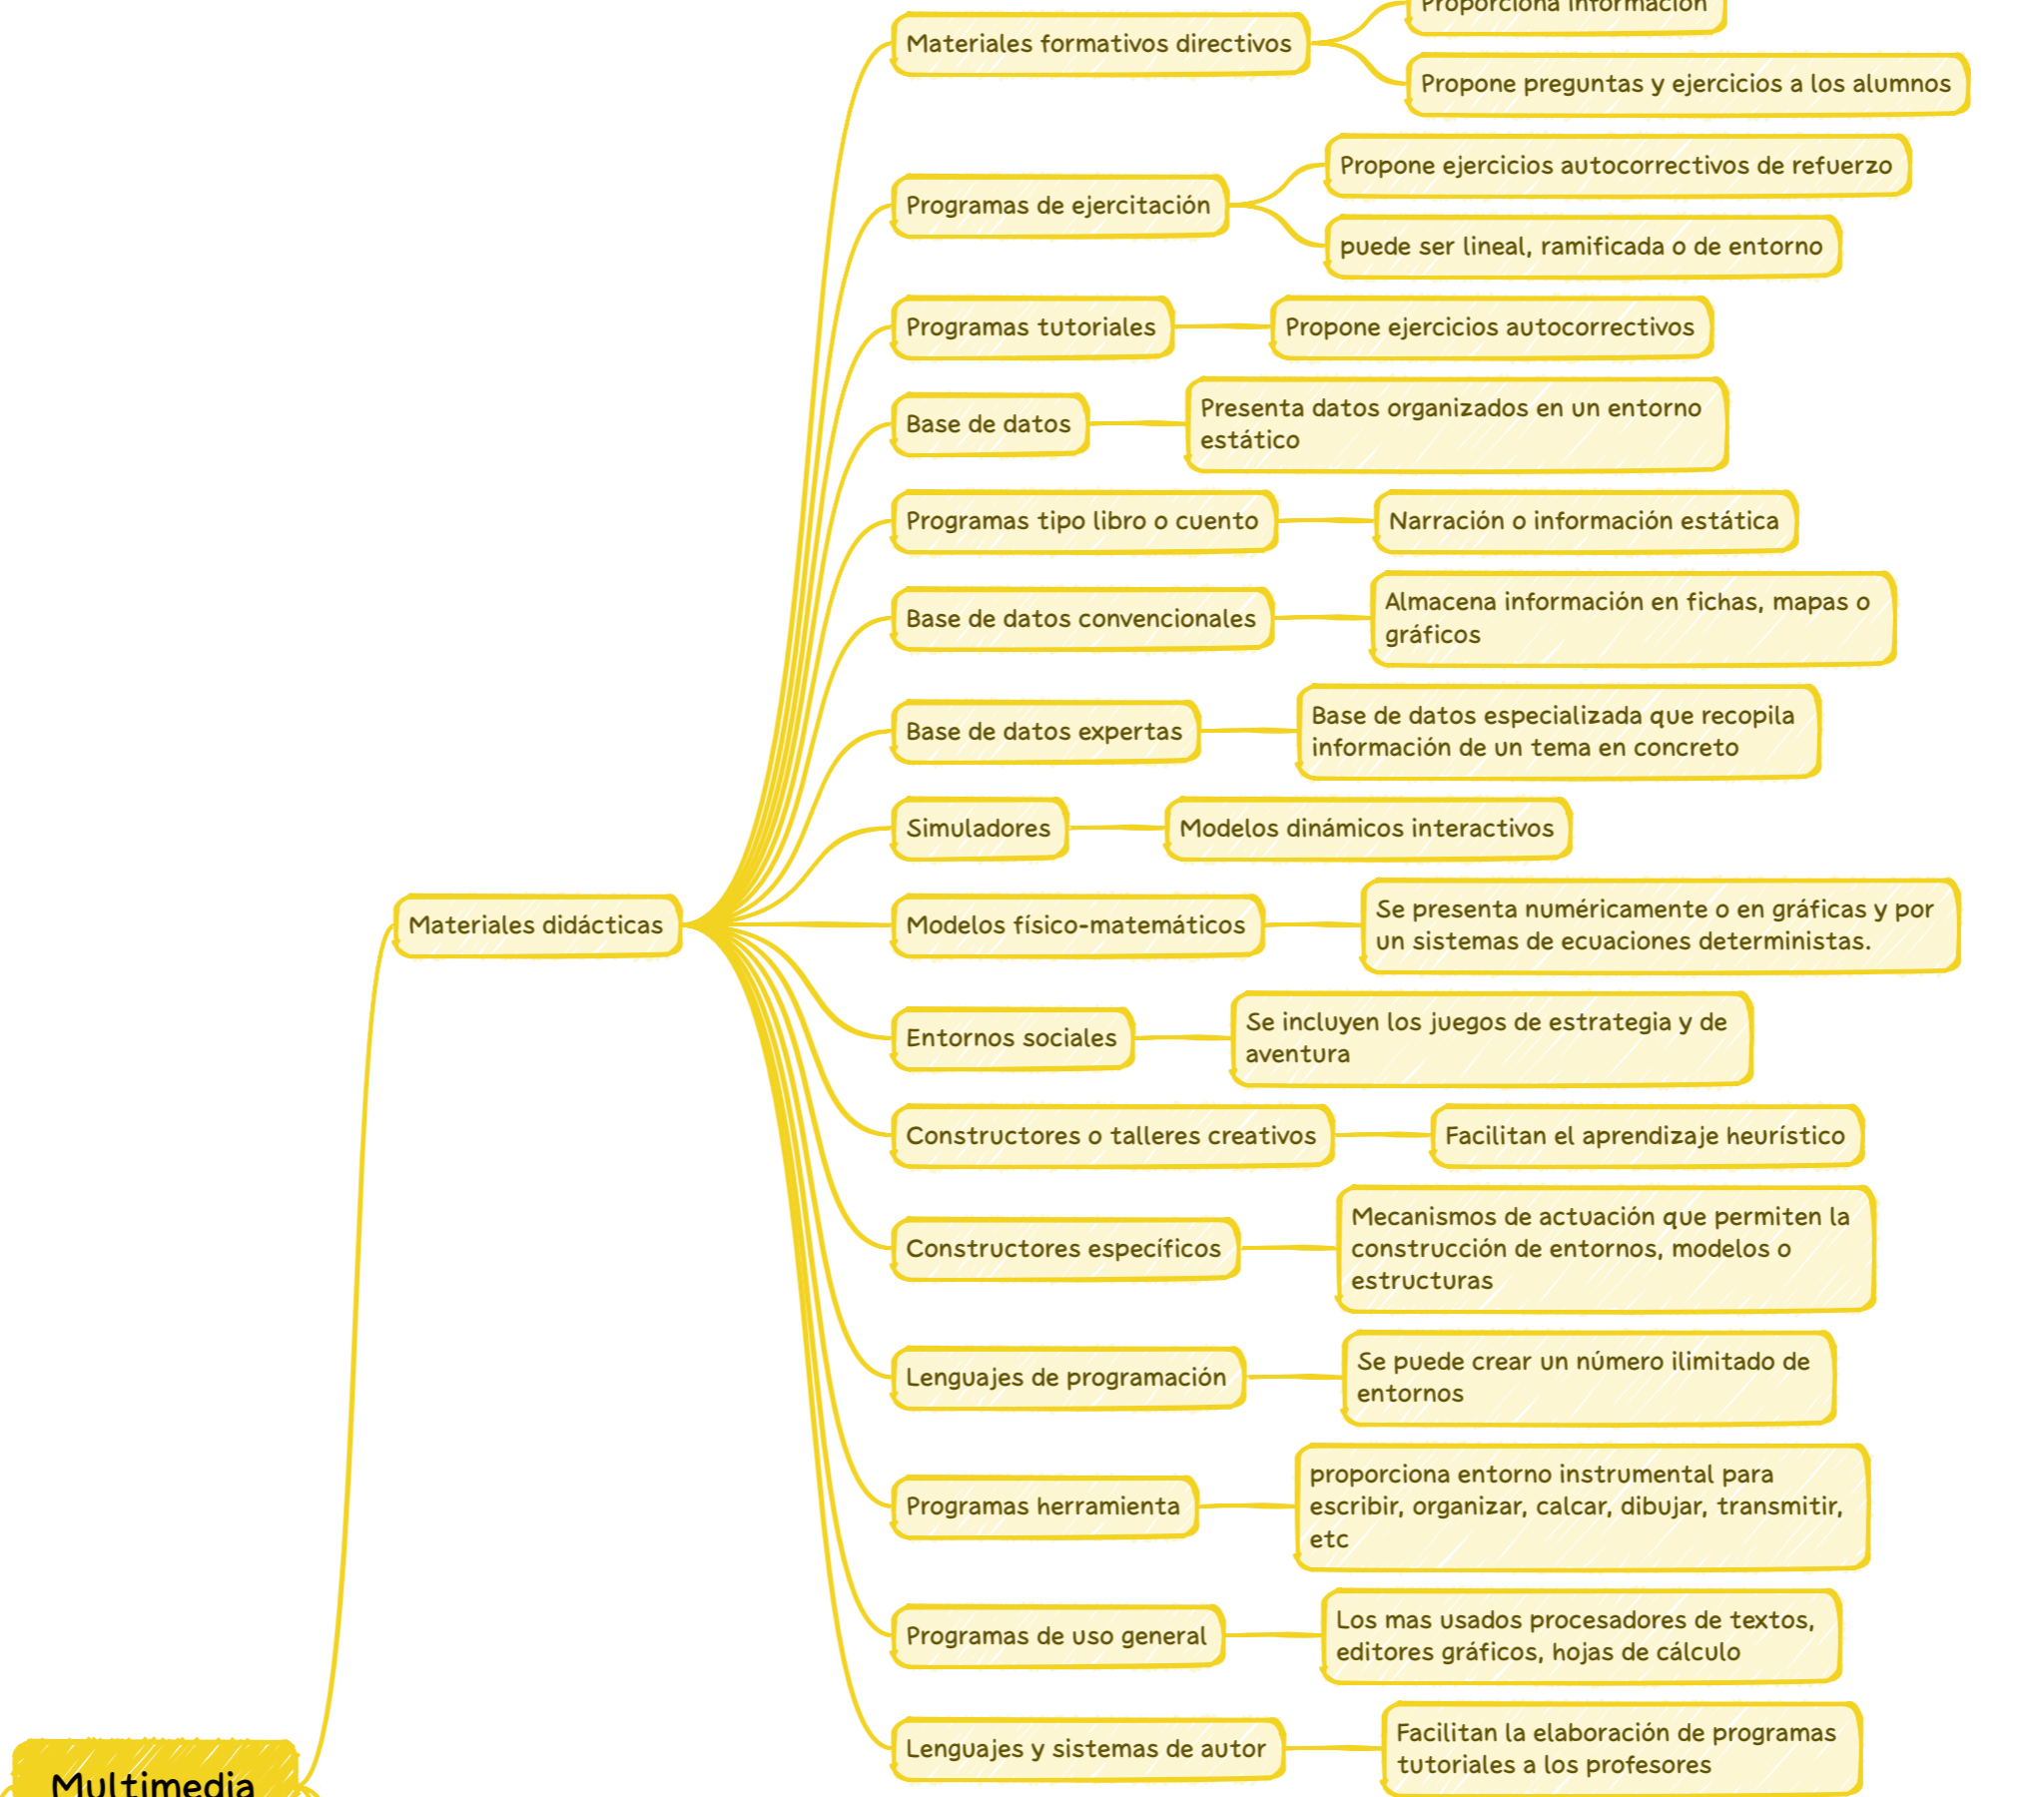 Proporciona información
Materiales formativos directivos
Propone preguntas y ejercicios a los alumnos
Propone ejercicios autocorrectivos de refuerzo
Programas de ejercitación
puede ser lineal, ramificada o de entorno
Programas tutoriales
Propone ejercicios autocorrectivos
Base de datos
Presenta datos organizados en un entorno
estático
Programas tipo libro o cuento
Narración o información estática
Base de datos convencionales
Almacena información en fichas, mapas o
gráficos
Base de datos expertas
Base de datos especializada que recopila
información de un tema en concreto
Simuladores
Modelos dinámicos interactivos
Materiales didácticas
Modelos físico-matemáticos
Se presenta numéricamente o en gráficas y por
un sistemas de ecuaciones deterministas.
Entornos sociales
Se incluyen los juegos de estrategia y de
aventura
Constructores o talleres creativos
Facilitan el aprendizaje heurístico
Constructores específicos
Mecanismos de actuación que permiten la
construcción de entornos, modelos o
estructuras
Lenguajes de programación
Se puede crear un número ilimitado de
entornos
Programas herramienta
proporciona entorno instrumental para
escribir, organizar, calcar, dibujar, transmitir,
etc
Programas de uso general
Los mas usados procesadores de textos,
editores gráficos, hojas de cálculo
Lenguajes y sistemas de autor
Facilitan la elaboración de programas
tutoriales a los profesores
Multimedia